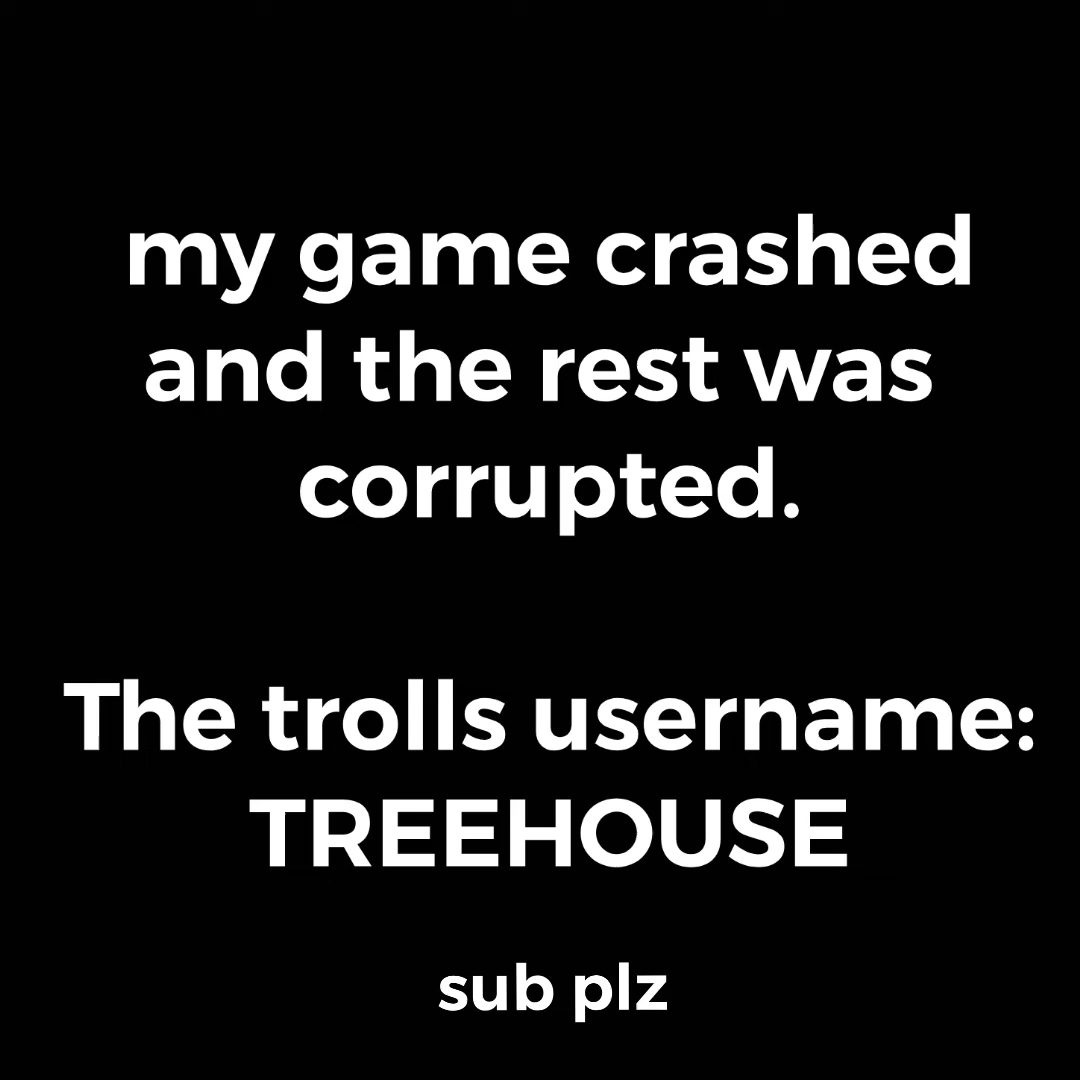 my game crashed
and the rest was
corrupted.
The trolls username:
TREEHOUSE
sub plz